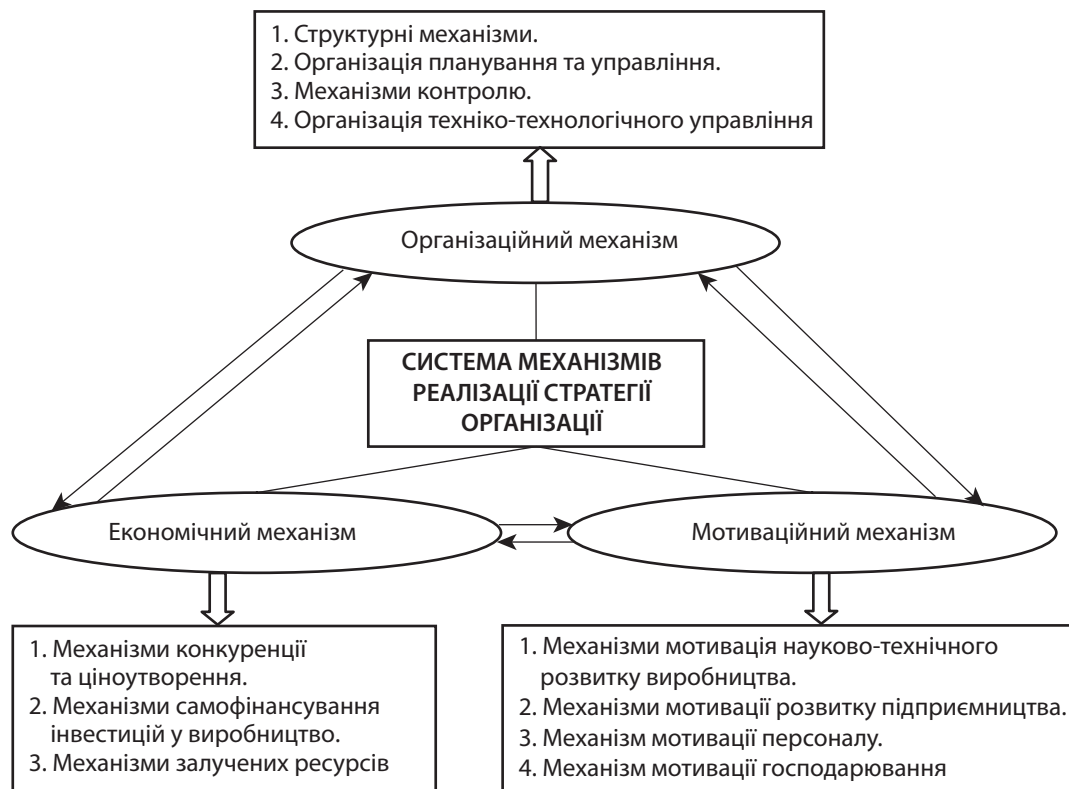 1. Структурні механізми.
2. Організація планування та управління.
3. Механізми контролю.
4. Організація техніко-технологічного управління
Організаційний механізм
СИСТЕМА МЕХАНІЗМІВ
РЕАЛІЗАЦІЇ СТРАТЕГІЇ
ОРГАНІЗАЦІЇ
Економічний механізм
Мотиваційний механізм
1. Механізми конкуренції
та ціноутворення.
2. Механізми самофінансування
інвестицій у виробництво.
3. Механізми залучених ресурсів
1. Механізми мотивація науково-технічного
розвитку виробництва.
2. Механізми мотивації розвитку підприємництва.
3. Механізм мотивації персоналу.
4. Механізм мотивації господарювання